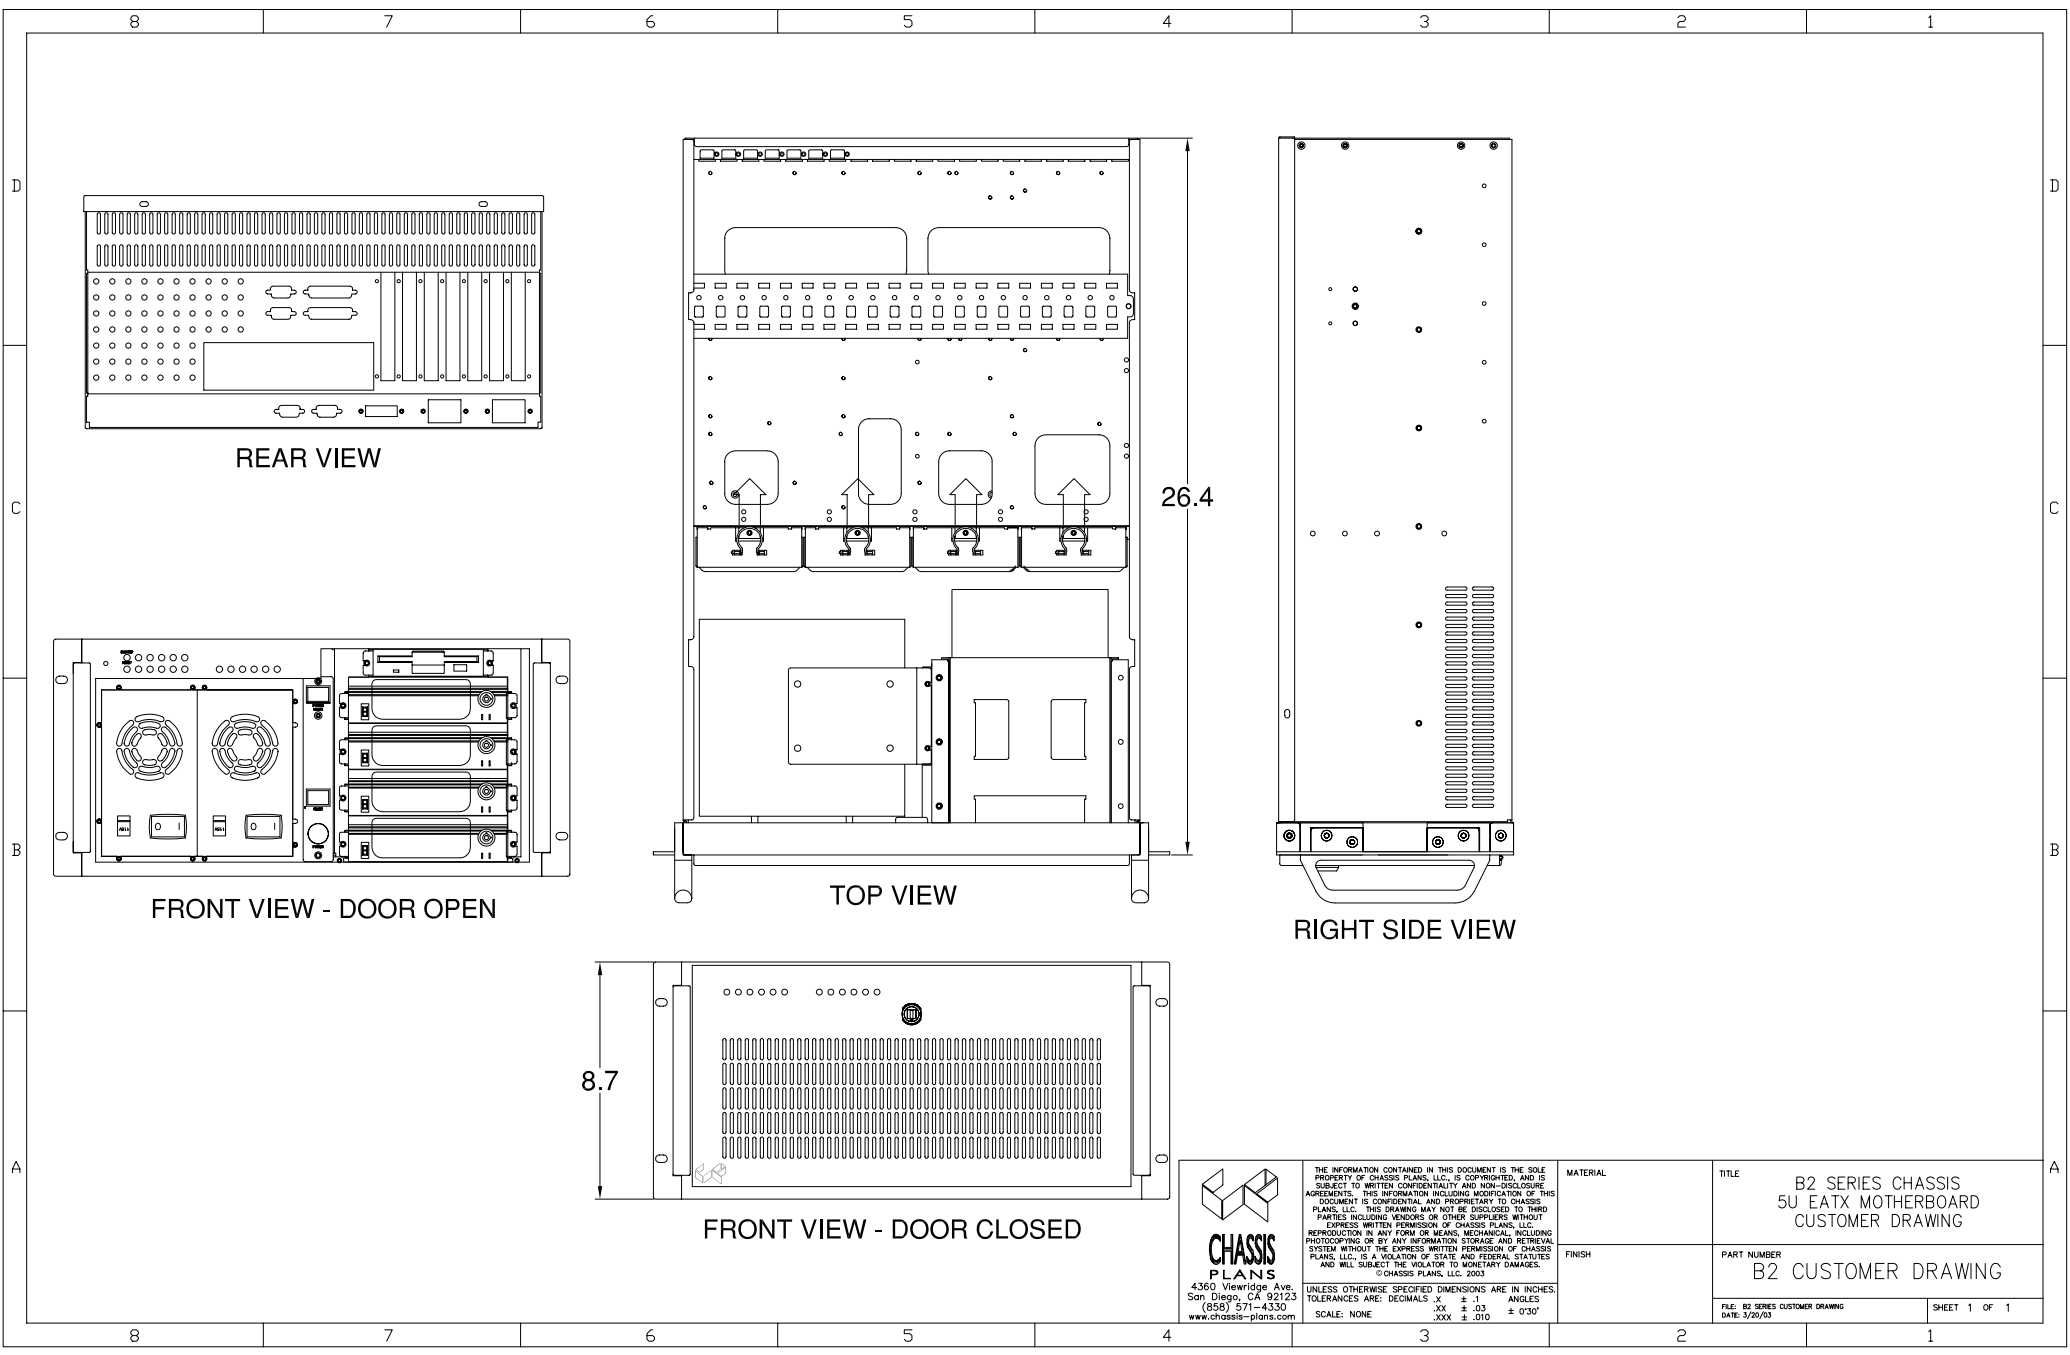 8 7 6 5 4 3 2 1
D
D
REAR VIEW
C
26.4
C
FRONT VIEW - DOOR OPEN
TOP VIEW
RIGHT SIDE VIEW
B
B
8.7
FRONT VIEW - DOOR CLOSED
A
A
CHASSIS
PLANS
4360 Viewridge Ave.
San Diego, CA 92123
(858) 571-4330
www.chassis-plans.com
THE INFORMATION CONTAINED IN THIS DOCUMENT IS THE SOLE
PROPERTY OF CHASSIS PLANS, LLC., IS COPYRIGHTED, AND IS
SUBJECT TO WRITTEN CONFIDENTIALITY AND NON-DISCLOSURE
AGREEMENTS. THIS INFORMATION INCLUDING MODIFICATION OF THIS
DOCUMENT IS CONFIDENTIAL AND PROPRIETARY TO CHASSIS
PLANS, LLC. THIS DRAWING MAY NOT BE DISCLOSED TO THIRD
PARTIES INCLUDING VENDORS OR OTHER SUPPLIERS WITHOUT
EXPRESS WRITTEN PERMISSION OF CHASSIS PLANS, LLC.
REPRODUCTION IN ANY FORM OR MEANS, MECHANICAL, INCLUDING
PHOTOCOPYING OR BY ANY INFORMATION STORAGE AND RETRIEVAL
SYSTEM WITHOUT THE EXPRESS WRITTEN PERMISSION OF CHASSIS
PLANS, LLC., IS A VIOLATION OF STATE AND FEDERAL STATUTES
AND WILL SUBJECT THE VIOLATOR TO MONETARY DAMAGES.
© CHASSIS PLANS, LLC. 2003
UNLESS OTHERWISE SPECIFIED DIMENSIONS ARE IN INCHES.
TOLERANCES ARE: DECIMALS .X ± .1 ANGLES
.XX ± .03 ± 0°30'
SCALE: NONE .XXX ± .010
MATERIAL
FINISH
TITLE
B2 SERIES CHASSIS
5U EATX MOTHERBOARD
CUSTOMER DRAWING
PART NUMBER
B2 CUSTOMER DRAWING
FILE: B2 SERIES CUSTOMER DRAWING
DATE: 3/20/03
SHEET 1 OF 1
8 7 6 5 4 3 2 1